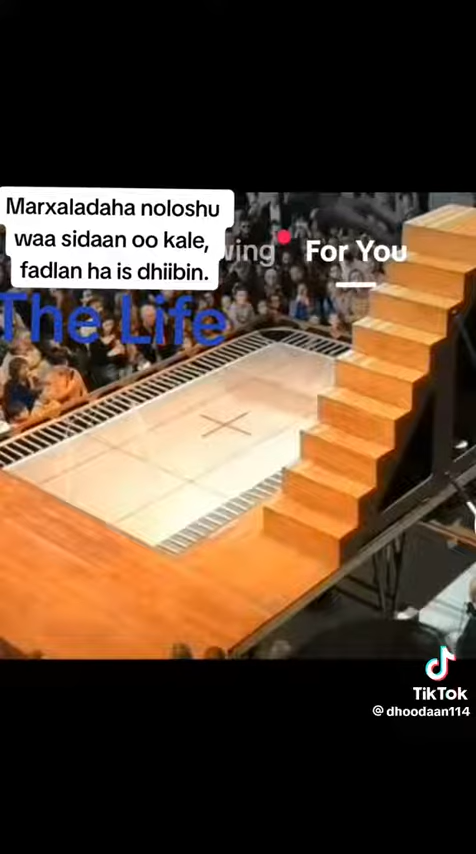 Marxaladaha noloshu
waa sidaan oo kale,
fadlan ha is dhiibin.
For You
The Life
TikTok
@dhoodaan114